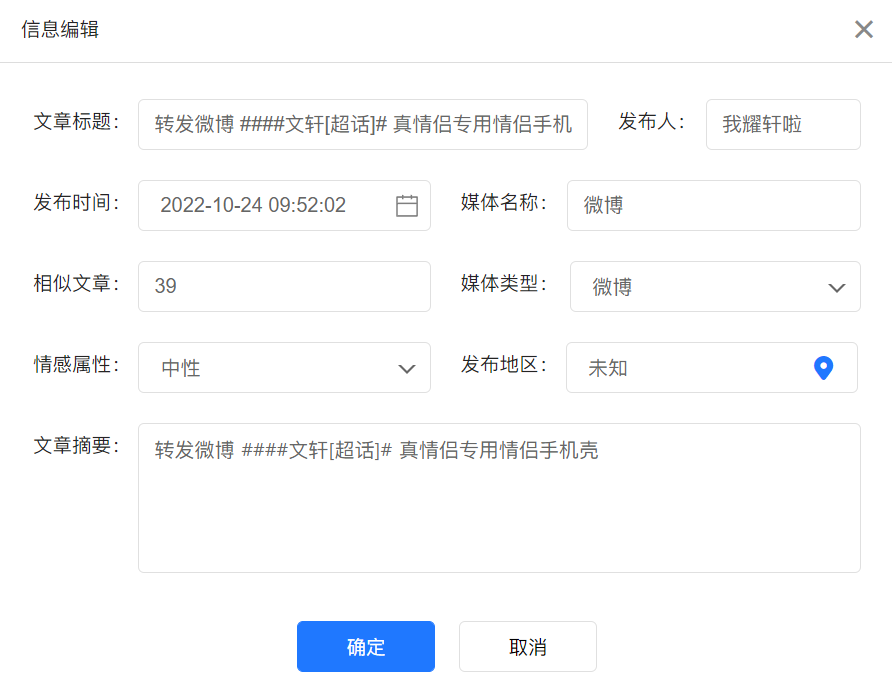 信息编辑
文章标题： 转发微博 ####文轩[超话]# 真情侣专用情侣手机 发布人： 我耀轩啦
发布时间： 2022-10-24 09:52:02 媒体名称： 微博
相似文章： 39 媒体类型： 微博
情感属性： 中性 发布地区： 未知
文章摘要： 转发微博 ####文轩[超话]# 真情侣专用情侣手机壳
确定 取消